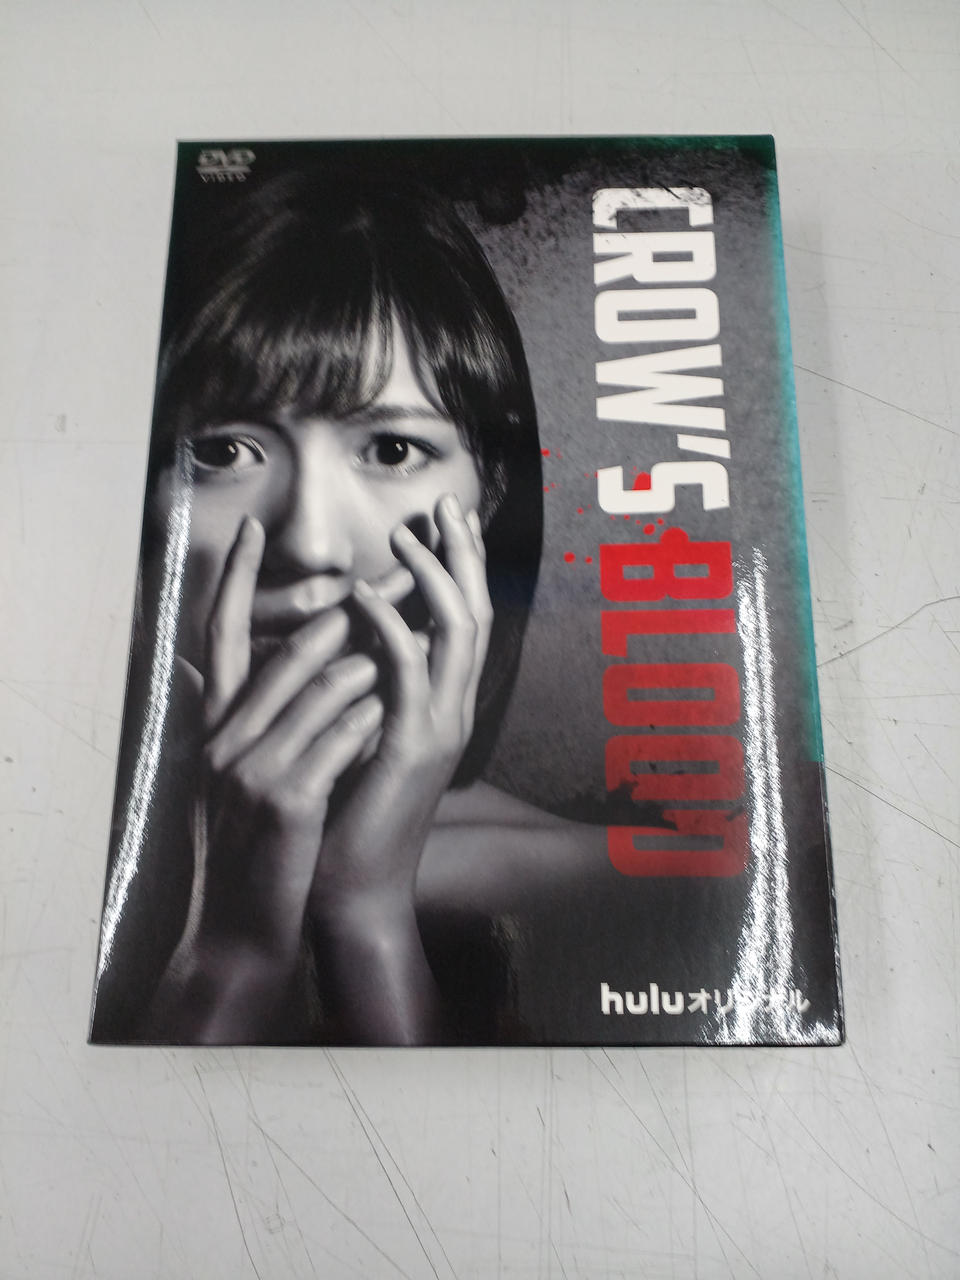 DVD
VIDEO
CROW'S BLOOD
huluオリジナル